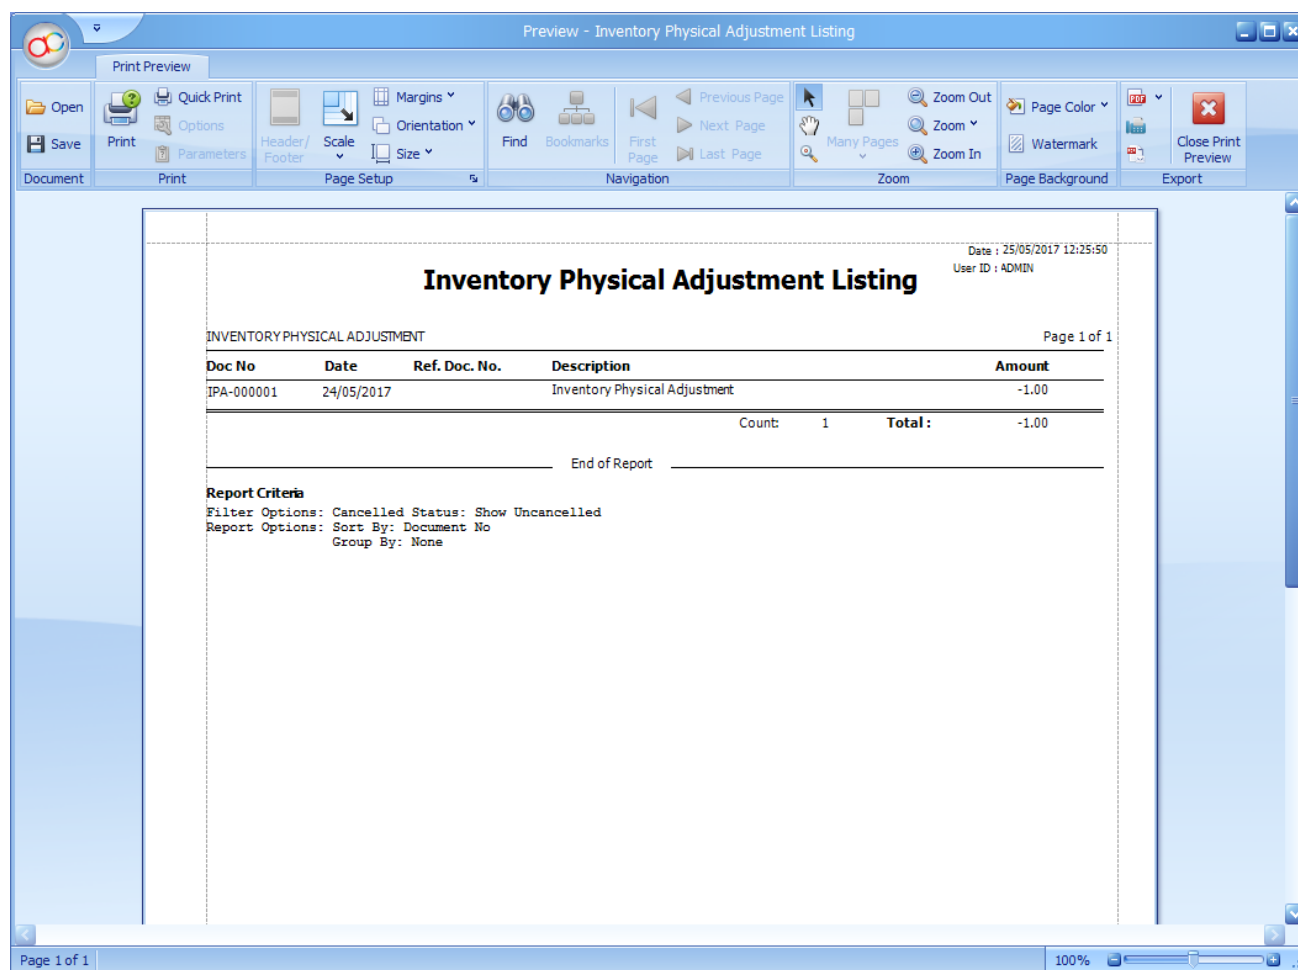 Preview - Inventory Physical Adjustment Listing
Print Preview
Open
Save
Document
Print
Quick Print
Options
Parameters
Print
Header/
Footer
Scale
Margins
Orientation
Size
Page Setup
Find
Bookmarks
First
Page
Previous Page
Next Page
Last Page
Navigation
Many Pages
Zoom Out
Zoom
Zoom In
Zoom
Page Color
Watermark
Page Background
PDF
Export
Close Print
Preview
Date : 25/05/2017 12:25:50
User ID : ADMIN
Inventory Physical Adjustment Listing
INVENTORY PHYSICAL ADJUSTMENT Page 1 of 1
Doc No Date Ref. Doc. No. Description Amount
IPA-000001 24/05/2017 Inventory Physical Adjustment -1.00
Count: 1 Total : -1.00
End of Report
Report Criteria
Filter Options: Cancelled Status: Show Uncancelled
Report Options: Sort By: Document No
Group By: None
Page 1 of 1 100%